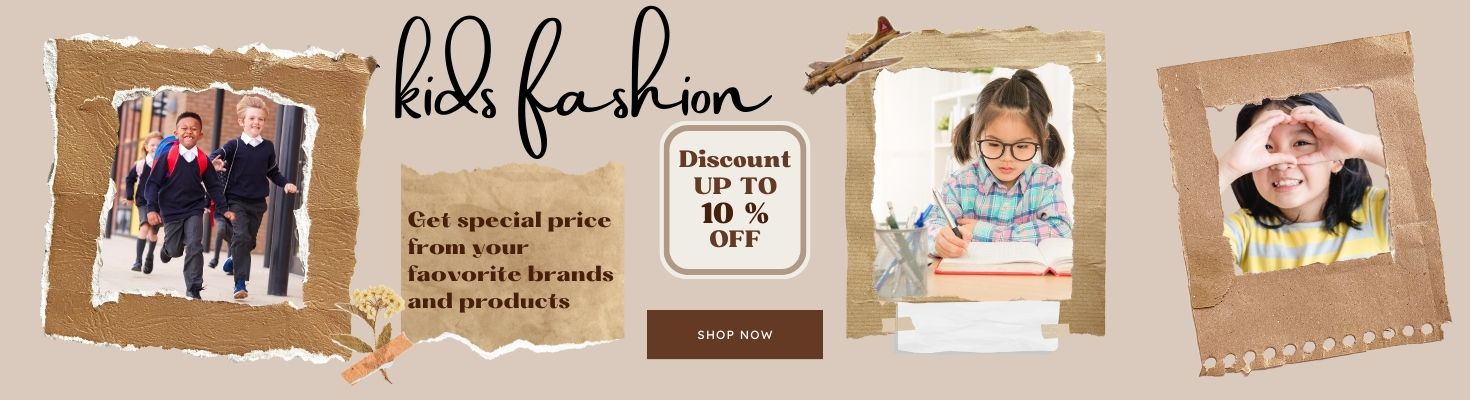 kids fashion
Get special price
from your
faovorite brands
and products
Discount
UP TO
10 %
OFF
SHOP NOW